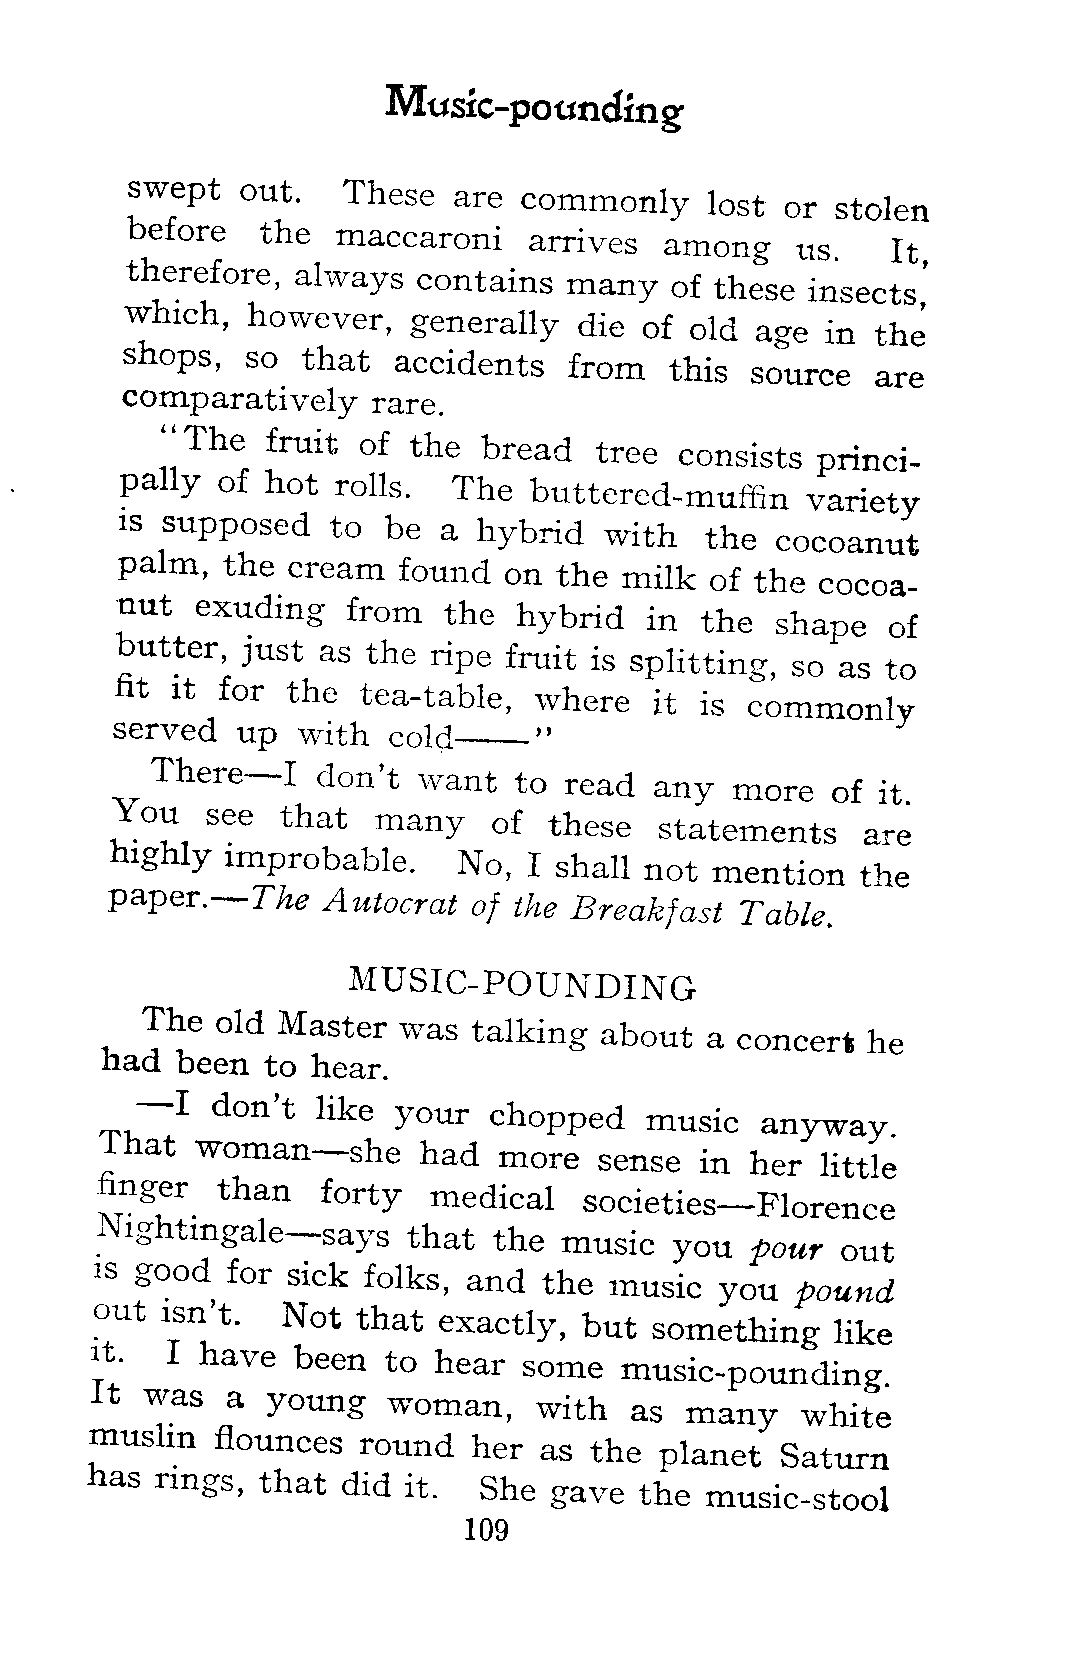 Music-pounding
swept out. These are commonly lost or stolen
before the maccaroni arrives among us. It,
therefore, always contains many of these insects,
which, however, generally die of old age in the
shops, so that accidents from this source are
comparatively rare.
“The fruit of the bread tree consists princi-
pally of hot rolls. The buttered-muffin variety
is supposed to be a hybrid with the cocoanut
palm, the cream found on the milk of the cocoa-
nut exuding from the hybrid in the shape of
butter, just as the ripe fruit is splitting, so as to
fit it for the tea-table, where it is commonly
served up with cold——”
There—I don't want to read any more of it.
You see that many of these statements are
highly improbable. No, I shall not mention the
paper.—The Autocrat of the Breakfast Table.
MUSIC-POUNDING
The old Master was talking about a concert he
had been to hear.
—I don't like your chopped music anyway.
That woman—she had more sense in her little
finger than forty medical societies—Florence
Nightingale—says that the music you pour out
is good for sick folks, and the music you pound
out isn't. Not that exactly, but something like
it. I have been to hear some music-pounding.
It was a young woman, with as many white
muslin flounces round her as the planet Saturn
has rings, that did it. She gave the music-stool
109